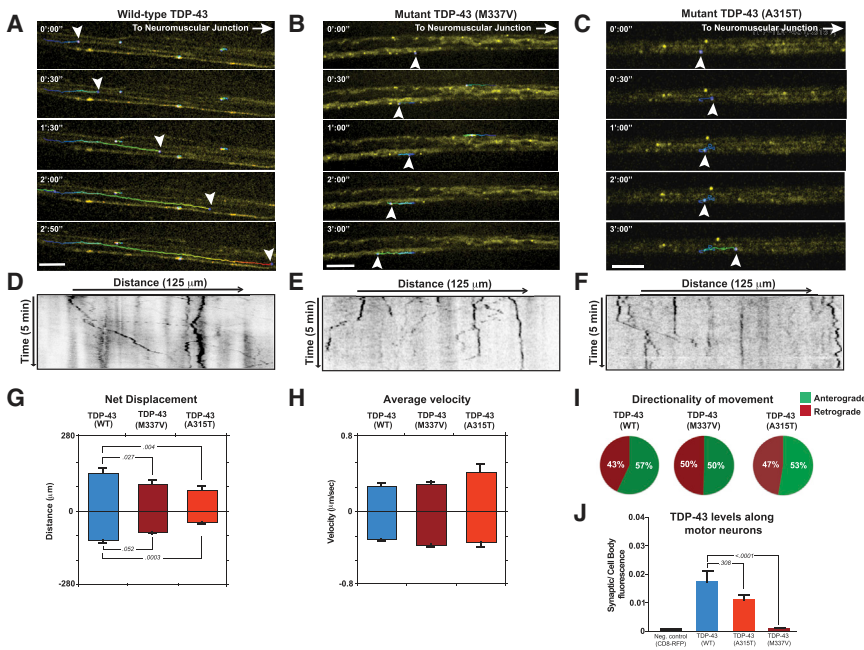 A
Wild-type TDP-43
To Neuromuscular Junction
0':00"
0':30"
1':30"
2':00"
2':50"
B
Mutant TDP-43 (M337V)
To Neuromuscular Junction
0':00"
0':30"
1':00"
2':00"
3':00"
C
Mutant TDP-43 (A315T)
To Neuromuscular Junction
0':00"
0':30"
1:00"
2':00"
3':00"
D
Distance (125 µm)
Time (5 min)
E
Distance (125 µm)
Time (5 min)
F
Distance (125 µm)
Time (5 min)
G
Net Displacement
TDP-43 (WT)
TDP-43 (M337V)
TDP-43 (A315T)
280
0
-280
Distance (µm)
.004
.027
.052
.0003
H
Average velocity
TDP-43 (WT)
TDP-43 (M337V)
TDP-43 (A315T)
0.8
0
-0.8
Velocity (µm/sec)
I
Directionality of movement
Anterograde
Retrograde
TDP-43 (WT)
TDP-43 (M337V)
TDP-43 (A315T)
43% 57%
50% 50%
47% 53%
J
TDP-43 levels along
motor neurons
Synaptic/ Cell Body
fluorescence
0.04
0.03
0.02
0.01
0
<.0001
.308
Neg. control (CD8-RFP)
TDP-43 (WT)
TDP-43 (A315T)
TDP-43 (M337V)